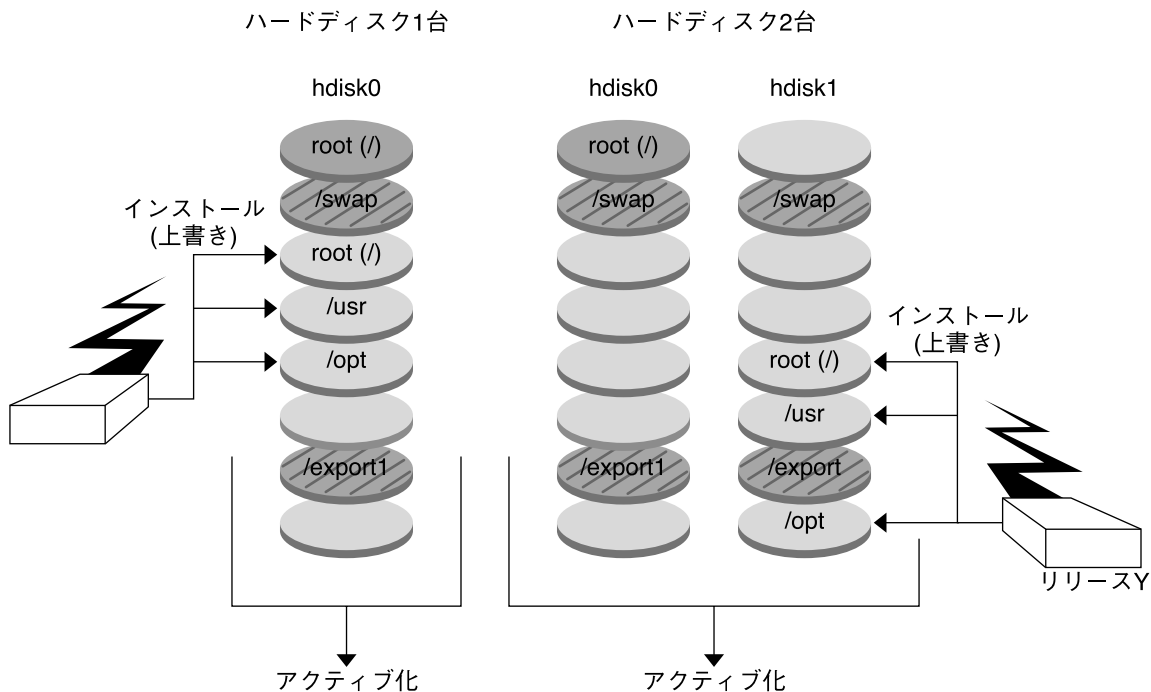 ハードディスク1台
hdisk0
root (/)
/swap
root (/)
/usr
/opt
/export1
インストール
(上書き)
アクティブ化
ハードディスク2台
hdisk0
hdisk1
root (/)
/swap
/swap
root (/)
/usr
/export1
/export
/opt
インストール
(上書き)
リリースY
アクティブ化